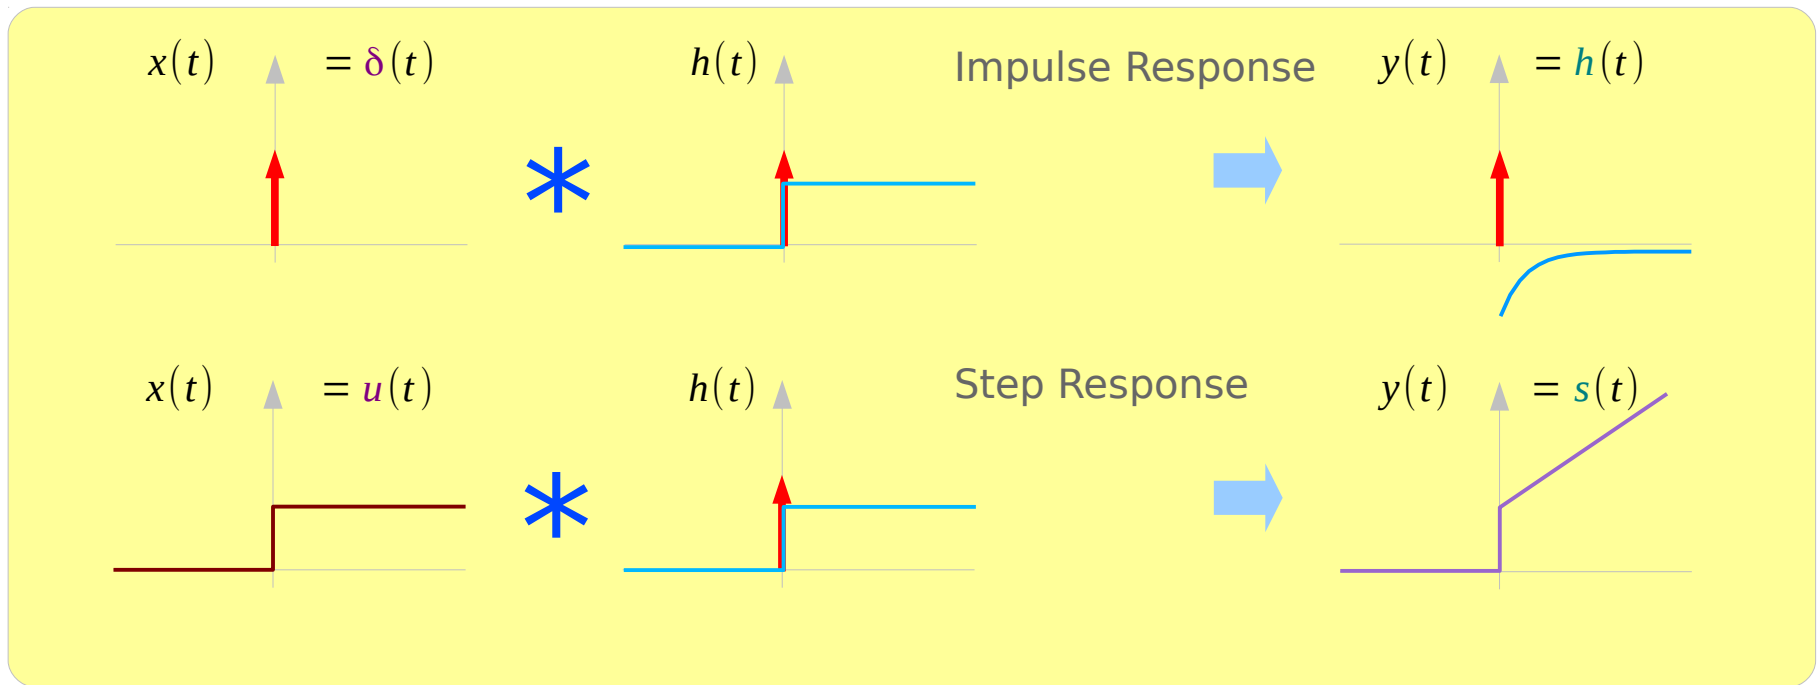 x(t) = δ(t) h(t) Impulse Response y(t) = h(t)
*
x(t) = u(t) h(t) Step Response y(t) = s(t)
*